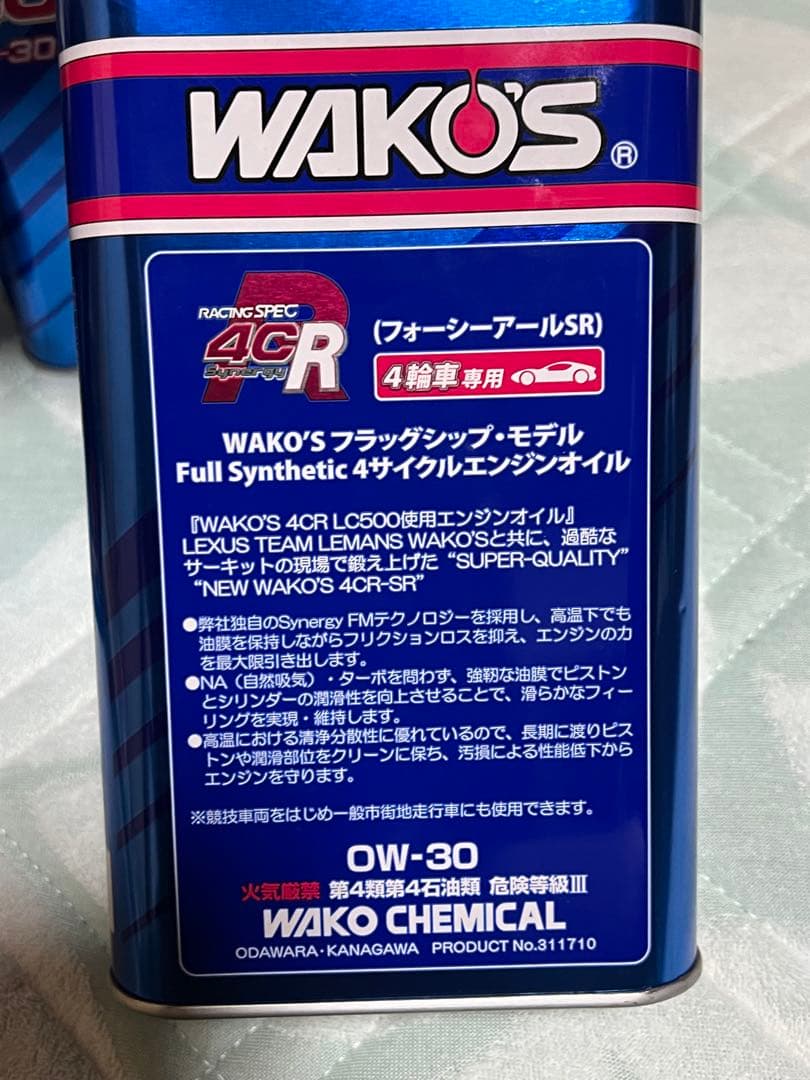 -30
WAKO'S®
RACING SPEC
4CR
Synergy
(フォーシーアールSR)
4輪車専用
WAKO'S フラッグシップ・モデル
Full Synthetic 4サイクルエンジンオイル
『WAKO'S 4CR LC500使用エンジンオイル』
LEXUS TEAM LEMANS WAKO'Sと共に、過酷な
サーキットの現場で鍛え上げた “SUPER-QUALITY”
“NEW WAKO'S 4CR-SR”
●弊社独自のSynergy FMテクノロジーを採用し、高温下でも
油膜を保持しながらフリクションロスを抑え、エンジンの力
を最大限引き出します。
●NA（自然吸気）・ターボを問わず、強靭な油膜でピストン
とシリンダーの潤滑性を向上させることで、滑らかなフィー
リングを実現・維持します。
●高温における清浄分散性に優れているので、長期に渡りピス
トンや潤滑部位をクリーンに保ち、汚損による性能低下から
エンジンを守ります。
※競技車両をはじめ一般市街地走行車にも使用できます。
0W-30
火気厳禁 第4類第4石油類 危険等級III
WAKO CHEMICAL
ODAWARA・KANAGAWA PRODUCT No.311710